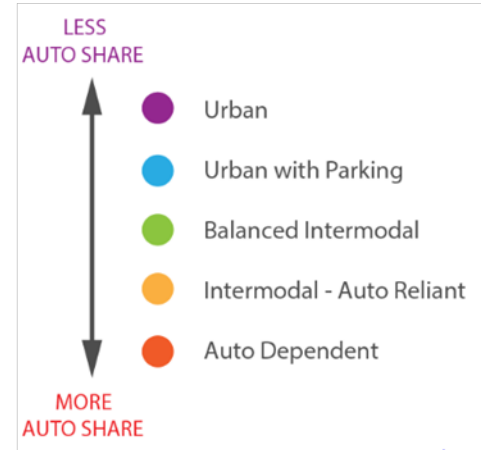 LESS
AUTO SHARE
Urban
Urban with Parking
Balanced Intermodal
Intermodal - Auto Reliant
Auto Dependent
MORE
AUTO SHARE